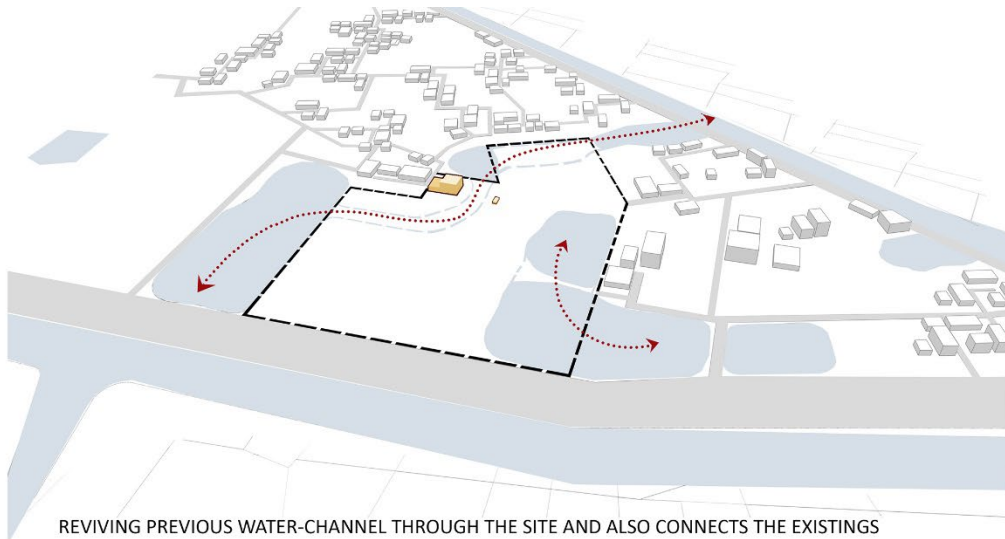 REVIVING PREVIOUS WATER-CHANNEL THROUGH THE SITE AND ALSO CONNECTS THE EXISTINGS